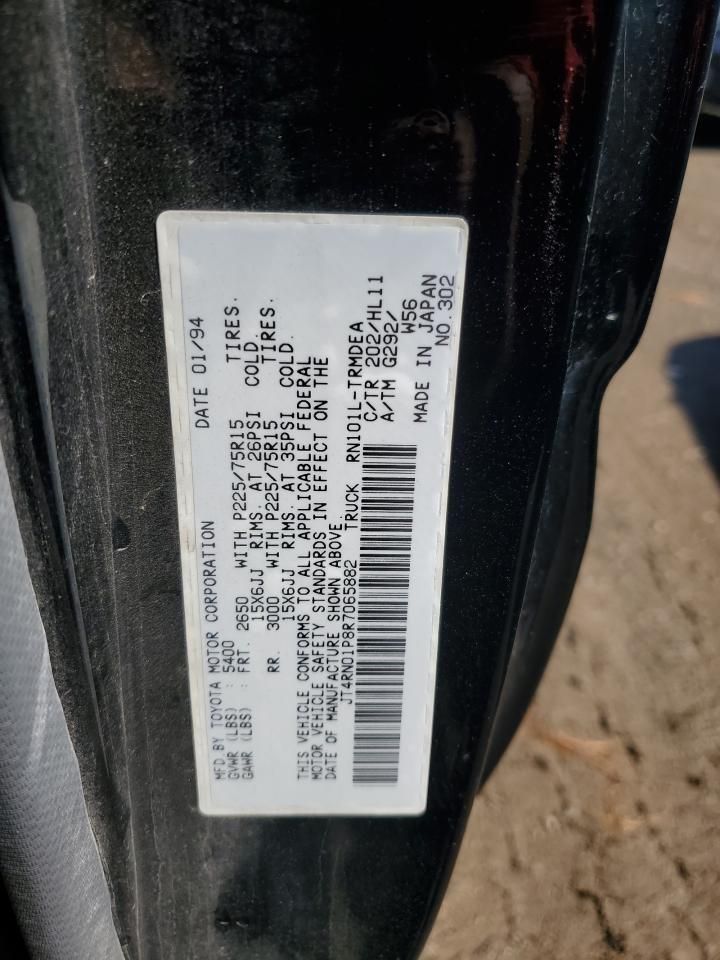 MFD BY TOYOTA MOTOR CORPORATION DATE 01/94
GVWR (LBS) : 5400
GAWR (LBS) : FRT. 2650 WITH P225/75R15 TIRES.
15X6JJ RIMS. AT 26PSI COLD.
RR. 3000 WITH P225/75R15 TIRES.
15X6JJ RIMS. AT 35PSI COLD.
THIS VEHICLE CONFORMS TO ALL APPLICABLE FEDERAL
MOTOR VEHICLE SAFETY STANDARDS IN EFFECT ON THE
DATE OF MANUFACTURE SHOWN ABOVE.
JT4RN01P8R7065882 TRUCK RN101L-TRMDEA
C/TR 202/HL11
A/TM G292/
W56
MADE IN JAPAN
NO.302